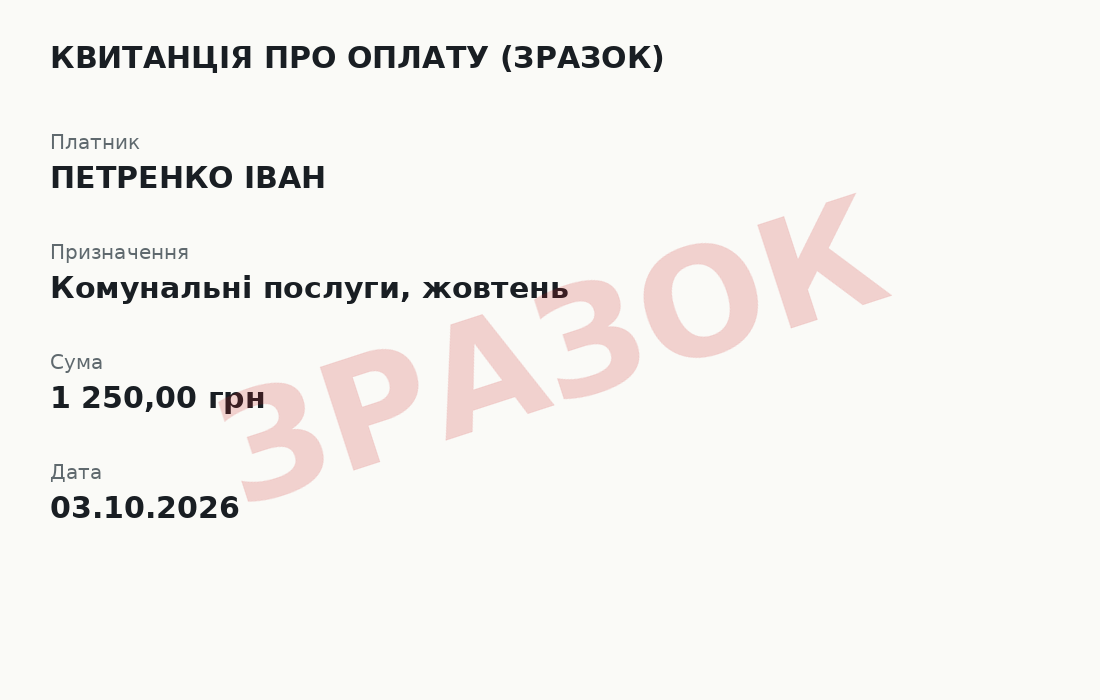 КВИТАНЦІЯ ПРО ОПЛАТУ (ЗРАЗОК)
Платник
ПЕТРЕНКО ІВАН
Призначення
Комунальні послуги, жовтень
Сума
1 250,00 грн
Дата
03.10.2026
ЗРАЗОК